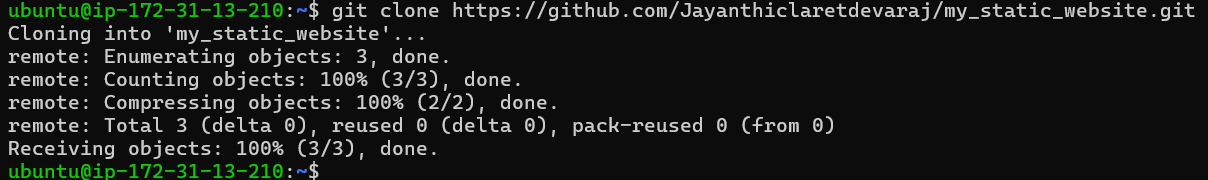 ubuntu@ip-172-31-13-210:~$ git clone https://github.com/Jayanthiclaretdevaraj/my_static_website.git
Cloning into 'my_static_website'...
remote: Enumerating objects: 3, done.
remote: Counting objects: 100% (3/3), done.
remote: Compressing objects: 100% (2/2), done.
remote: Total 3 (delta 0), reused 0 (delta 0), pack-reused 0 (from 0)
Receiving objects: 100% (3/3), done.
ubuntu@ip-172-31-13-210:~$